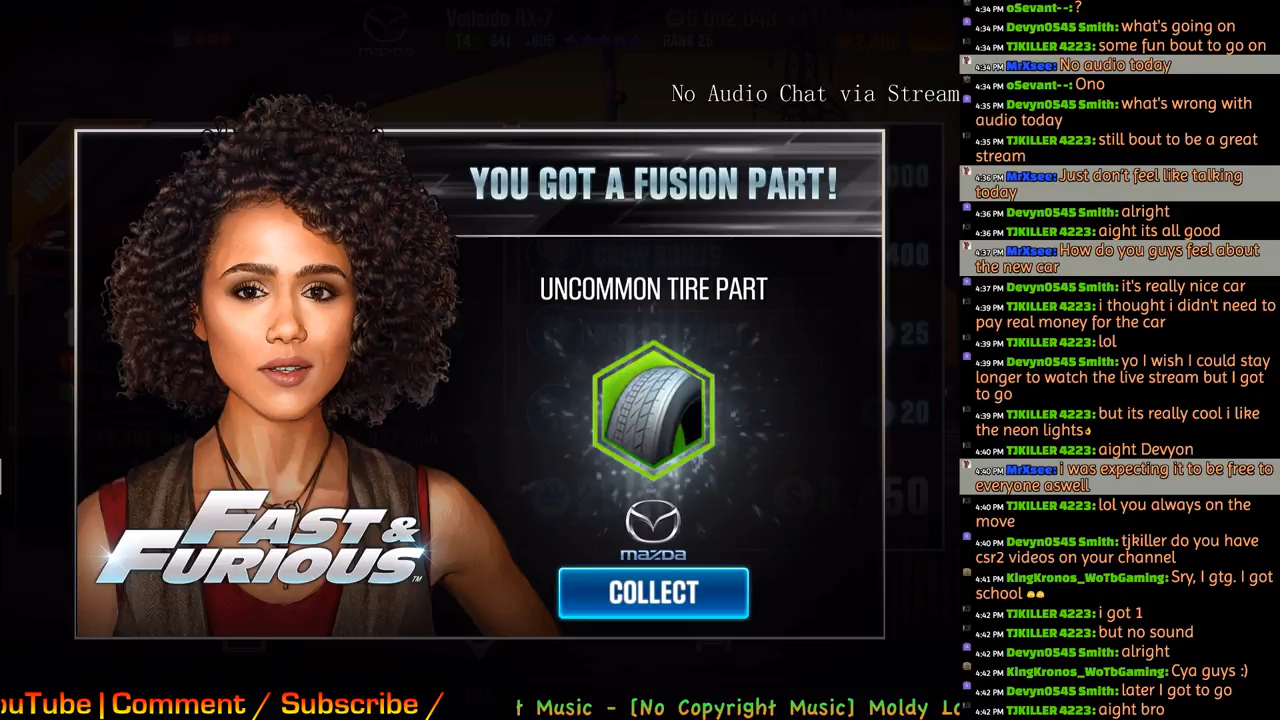 Veilside RX-7
mazda
T4 641
RANK 25
No Audio Chat via Stream
YOU GOT A FUSION PART!
UNCOMMON TIRE PART
mazda
FAST &
FURIOUS™
COLLECT
400
25
20
50
ouTube | Comment / Subscribe /
t Music - [No Copyright Music] Moldy Lo
4:34 PM oSevant--: ?
4:34 PM Devyn0545 Smith: what's going on
4:34 PM TJKILLER 4223: some fun bout to go on
4:34 PM MrXsee: No audio today
4:34 PM oSevant--: Ono
4:35 PM Devyn0545 Smith: what's wrong with
audio today
4:35 PM TJKILLER 4223: still bout to be a great
stream
4:36 PM MrXsee: Just don't feel like talking
today
4:36 PM Devyn0545 Smith: alright
4:36 PM TJKILLER 4223: aight its all good
4:37 PM MrXsee: How do you guys feel about
the new car
4:37 PM Devyn0545 Smith: it's really nice car
4:39 PM TJKILLER 4223: i thought i didn't need to
pay real money for the car
4:39 PM TJKILLER 4223: lol
4:39 PM Devyn0545 Smith: yo I wish I could stay
longer to watch the live stream but I got
to go
4:39 PM TJKILLER 4223: but its really cool i like
the neon lights👌
4:40 PM TJKILLER 4223: aight Devyon
4:40 PM MrXsee: i was expecting it to be free to
everyone aswell
4:40 PM TJKILLER 4223: lol you always on the
move
4:40 PM Devyn0545 Smith: tjkiller do you have
csr2 videos on your channel
4:41 PM KingKronos_WoTbGaming: Sry, I gtg. I got
school
4:42 PM TJKILLER 4223: i got 1
4:42 PM TJKILLER 4223: but no sound
4:42 PM Devyn0545 Smith: alright
4:42 PM KingKronos_WoTbGaming: Cya guys :)
4:42 PM Devyn0545 Smith: later I got to go
4:42 PM TJKILLER 4223: aight bro